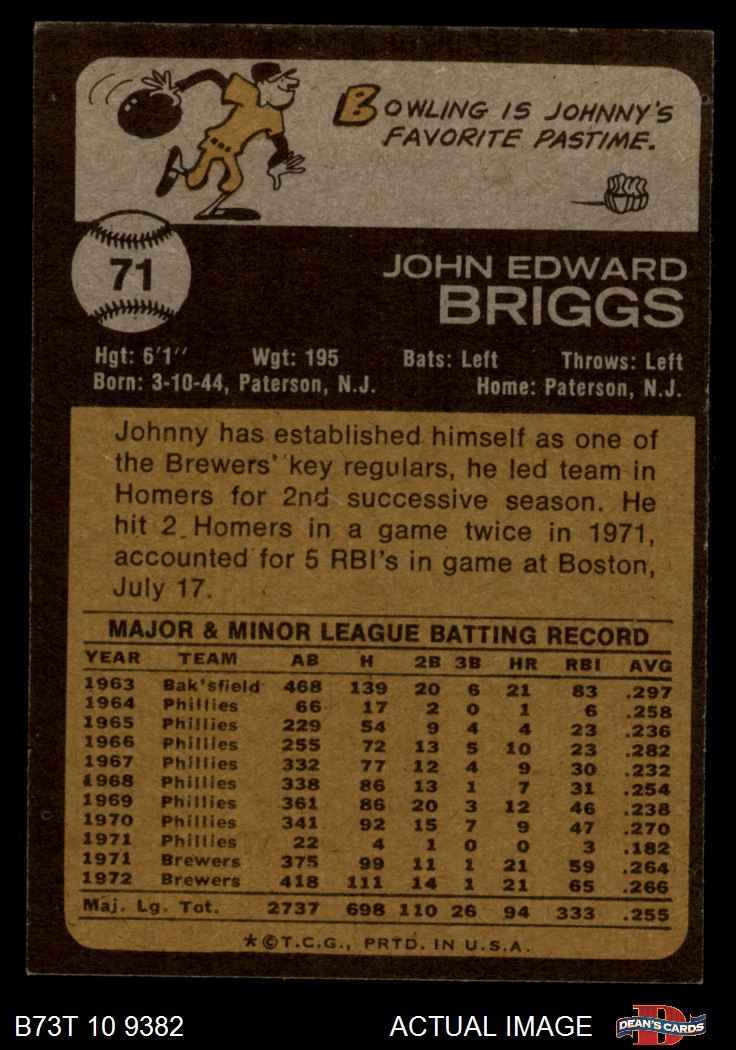 BOWLING IS JOHNNY'S
FAVORITE PASTIME.
71
JOHN EDWARD
BRIGGS
Hgt: 6'1'' Wgt: 195 Bats: Left Throws: Left
Born: 3-10-44, Paterson, N.J. Home: Paterson, N.J.
Johnny has established himself as one of
the Brewers' key regulars, he led team in
Homers for 2nd successive season. He
hit 2 Homers in a game twice in 1971,
accounted for 5 RBI's in game at Boston,
July 17.
MAJOR & MINOR LEAGUE BATTING RECORD
YEAR TEAM AB H 2B 3B HR RBI AVG
1963 Bak'sfield 468 139 20 6 21 83 .297
1964 Phillies 66 17 2 0 1 6 .258
1965 Phillies 229 54 9 4 4 23 .236
1966 Phillies 255 72 13 5 10 23 .282
1967 Phillies 332 77 12 4 9 30 .232
1968 Phillies 338 86 13 1 7 31 .254
1969 Phillies 361 86 20 3 12 46 .238
1970 Phillies 341 92 15 7 9 47 .270
1971 Phillies 22 4 1 0 0 3 .182
1971 Brewers 375 99 11 1 21 59 .264
1972 Brewers 418 111 14 1 21 65 .266
Maj. Lg. Tot. 2737 698 110 26 94 333 .255
*©T.C.G., PRTD. IN U.S.A.
B73T 10 9382 ACTUAL IMAGE DEAN'S CARDS